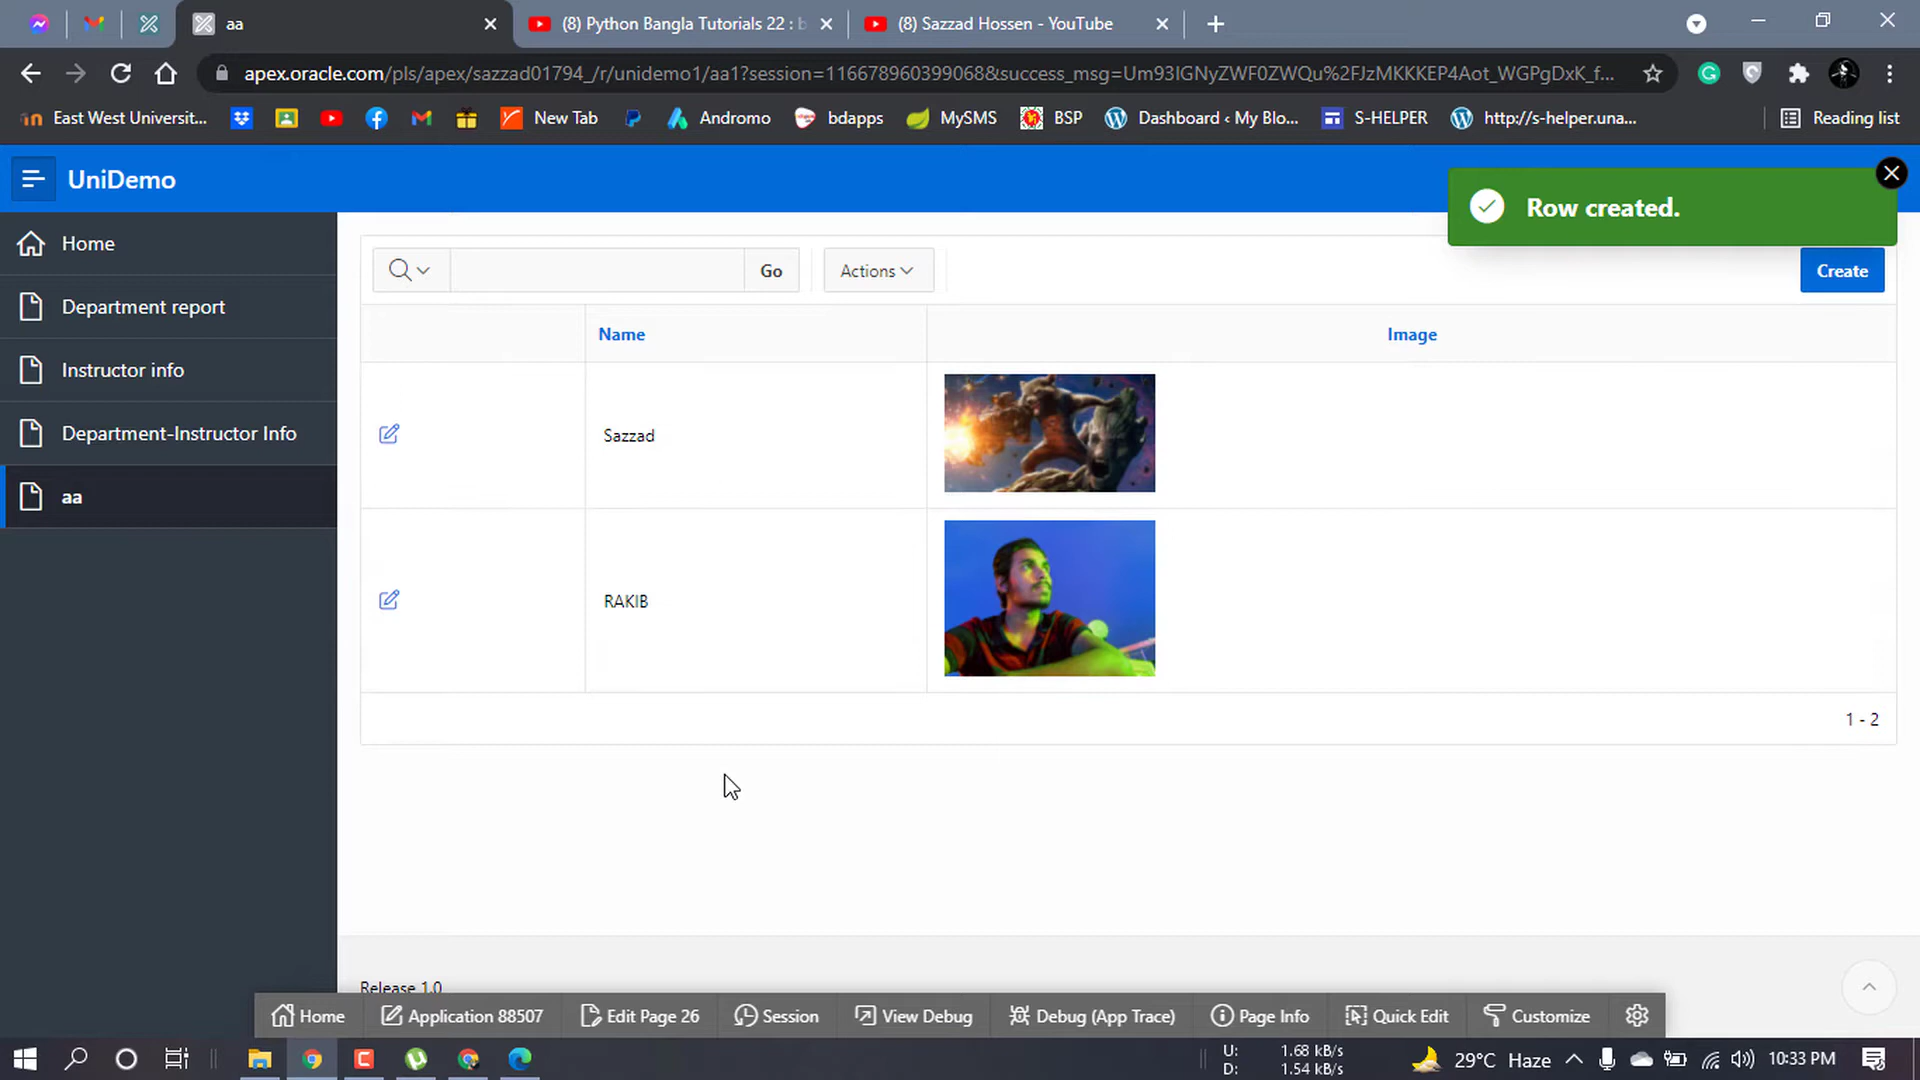 aa
(8) Python Bangla Tutorials 22 : b
(8) Sazzad Hossen - YouTube
apex.oracle.com/pls/apex/sazzad01794_/r/unidemo1/aa1?session=116678960399068&success_msg=Um93IGNyZWF0ZWQu%2FJzMKKKEP4Aot_WGPgDxK_f...
East West Universit...
New Tab
Andromo
bdapps
MySMS
BSP
Dashboard ‹ My Blo...
S-HELPER
http://s-helper.una...
Reading list
UniDemo
Row created.
Home
Department report
Instructor info
Department-Instructor Info
aa
Go
Actions
Create
Name
Image
Sazzad
RAKIB
1 - 2
Release 1.0
Home
Application 88507
Edit Page 26
Session
View Debug
Debug (App Trace)
Page Info
Quick Edit
Customize
U: 1.68 kB/s
D: 1.54 kB/s
29°C Haze
10:33 PM